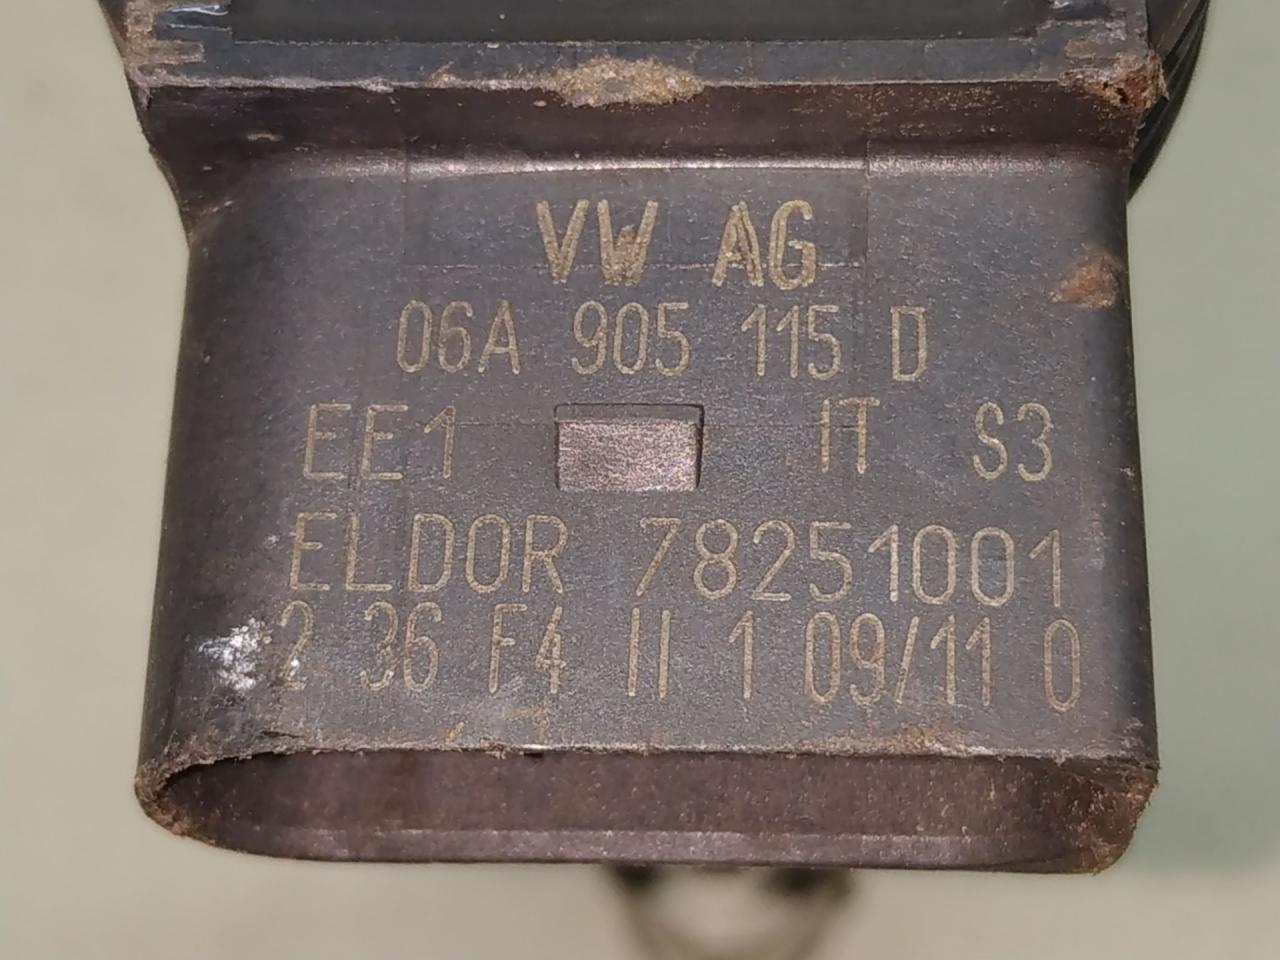 VW AG
06A 905 115 D
EE1 IT S3
ELDOR 78251001
2 36 F4 II 1 09/11 0